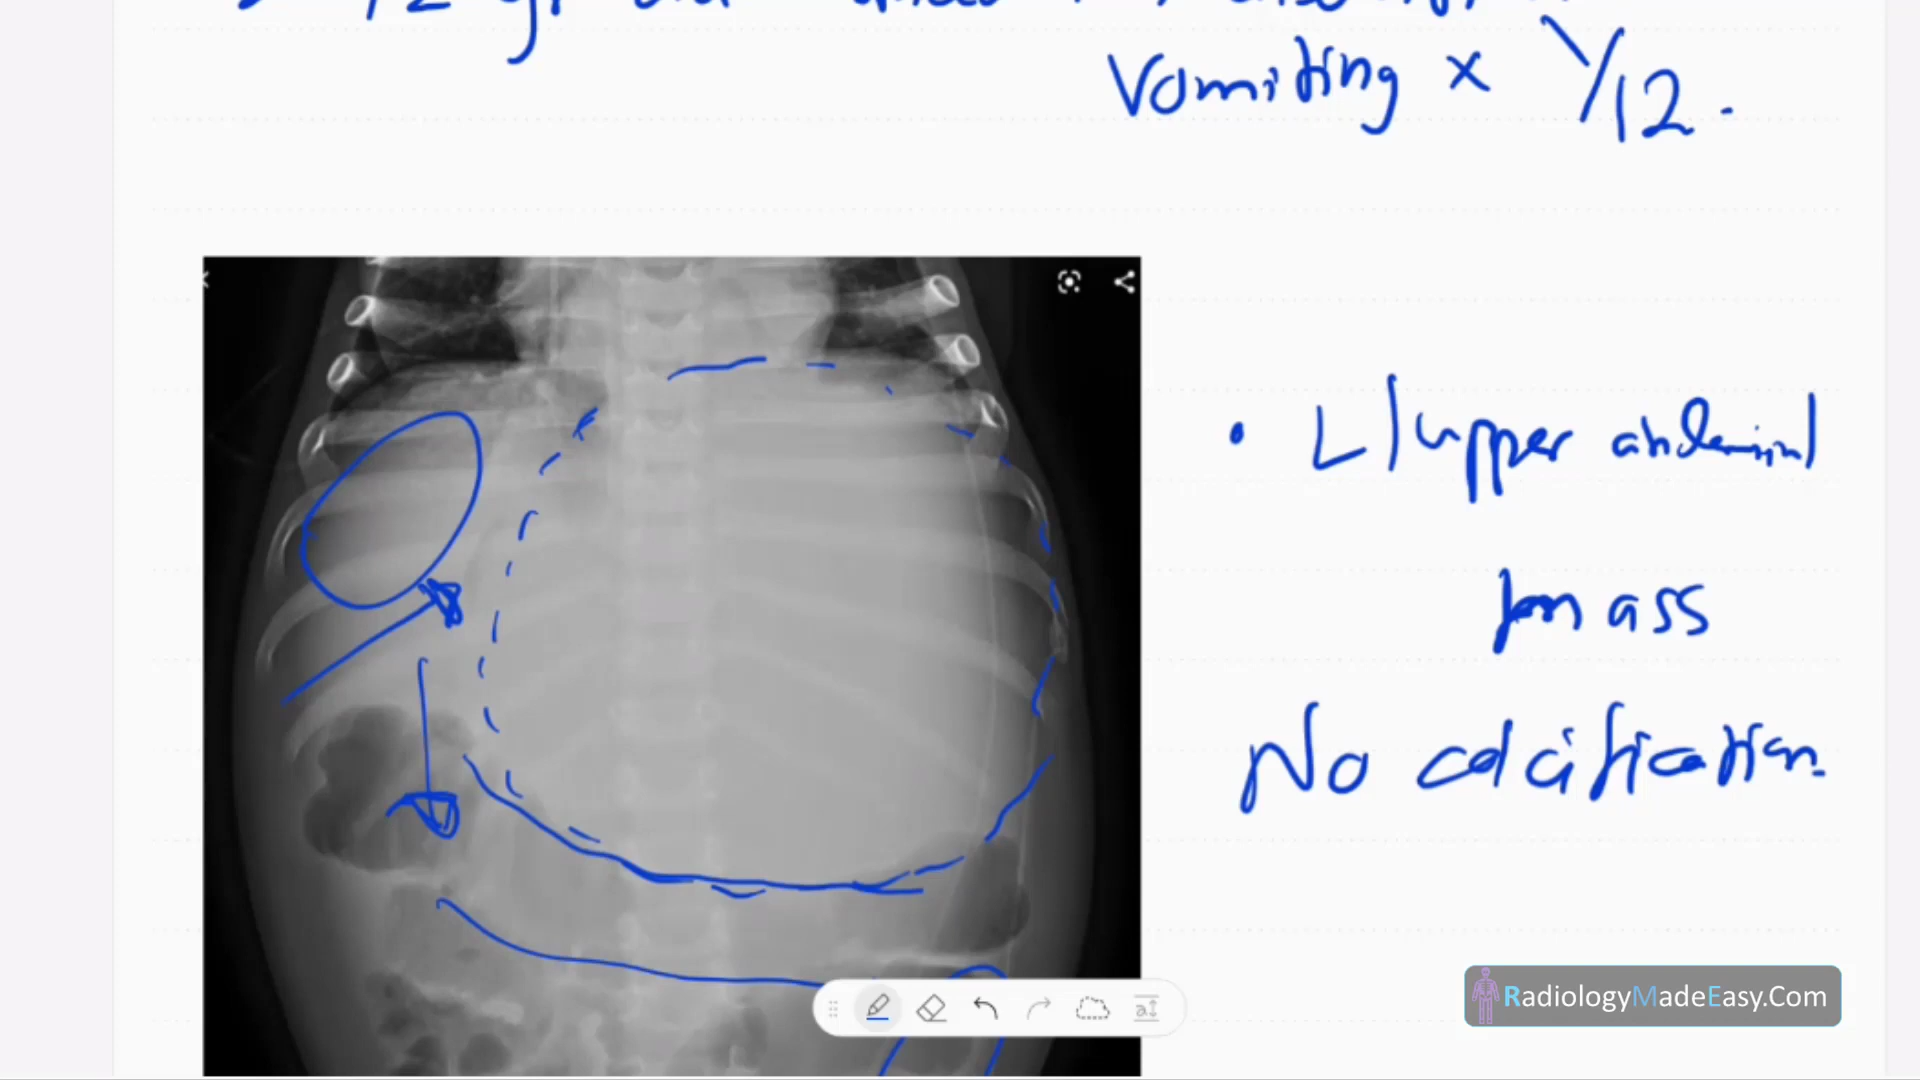 Vomiting x 1/12.
• L/upper abdominal
mass
No calcification.
RadiologyMadeEasy.Com